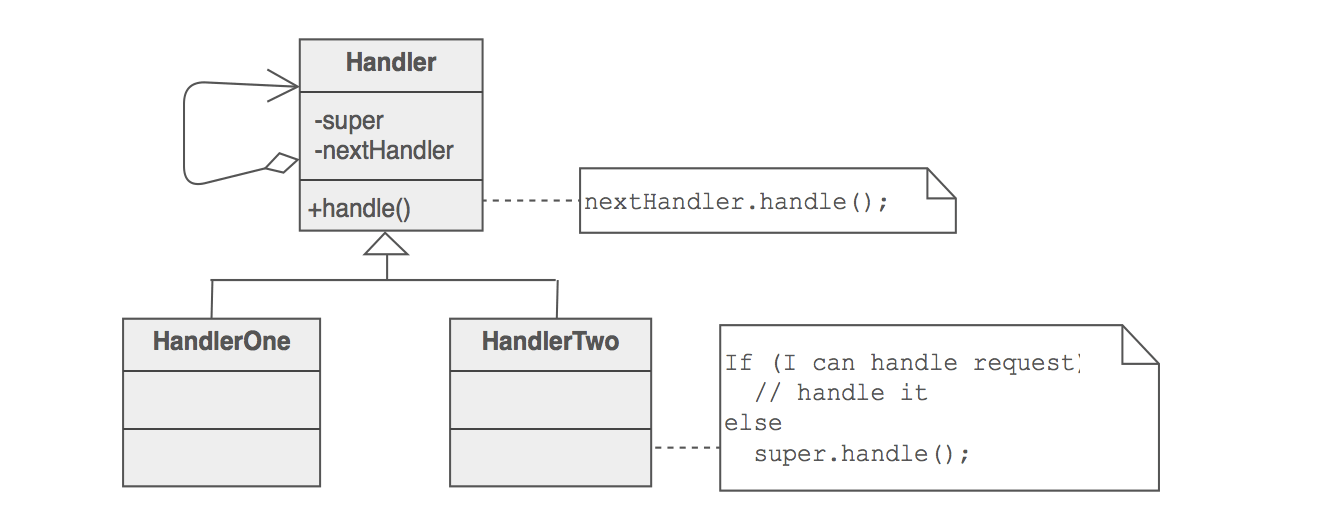 Handler
-super
-nextHandler
+handle()
nextHandler.handle();
HandlerOne
HandlerTwo
If (I can handle request)
// handle it
else
super.handle();